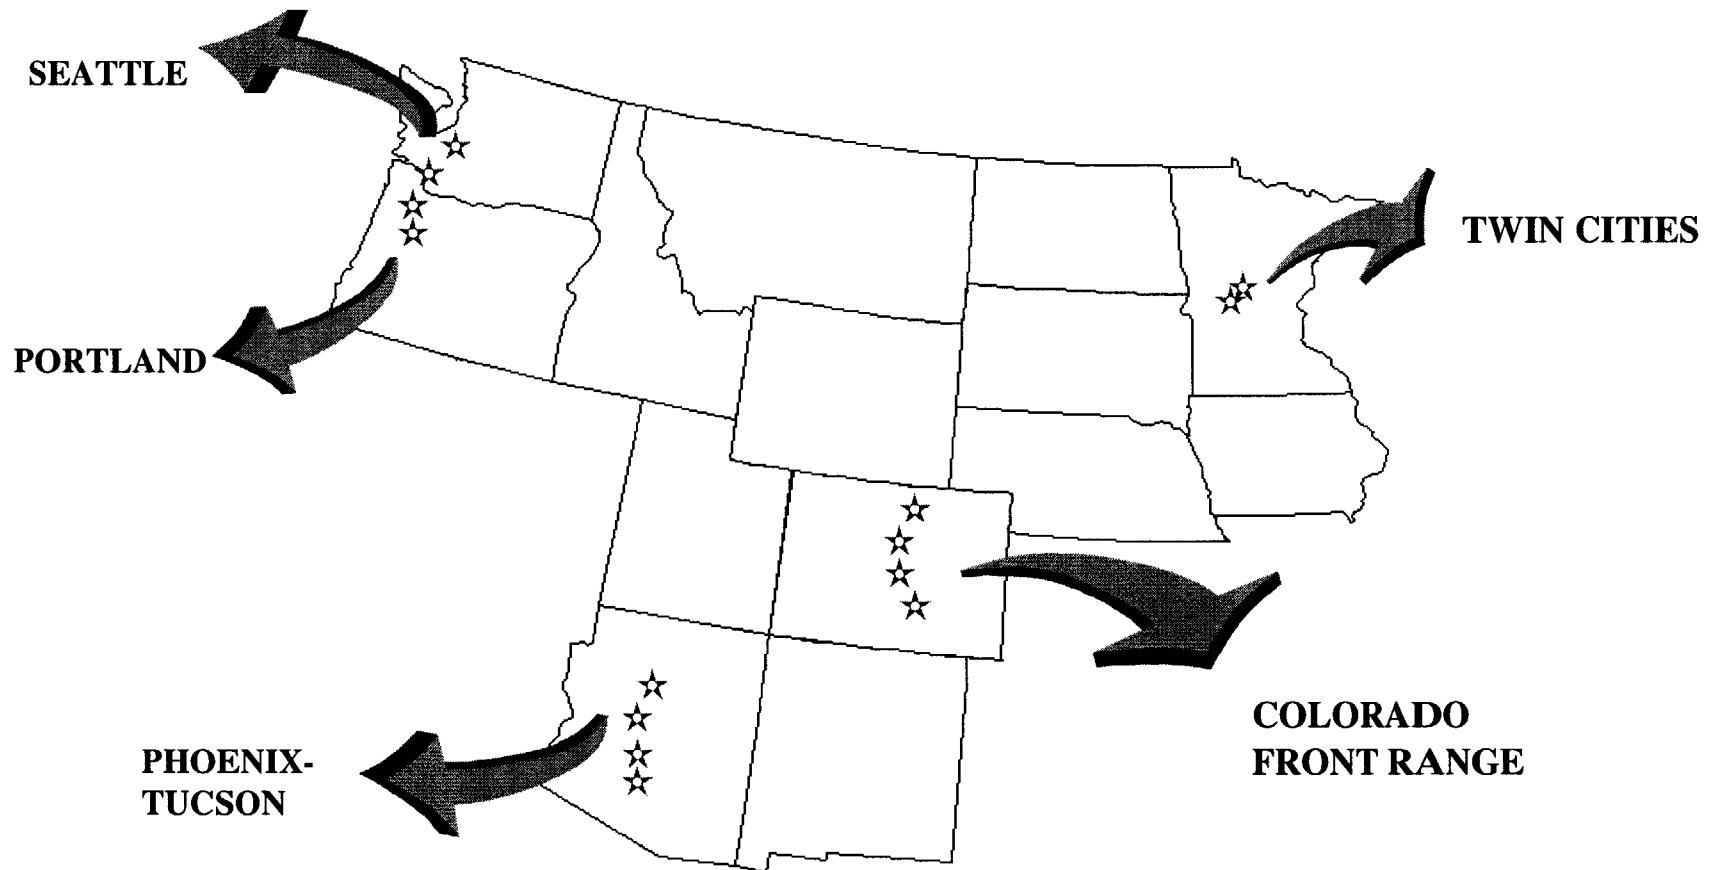 SEATTLE
TWIN CITIES
PORTLAND
COLORADO
FRONT RANGE
PHOENIX-
TUCSON